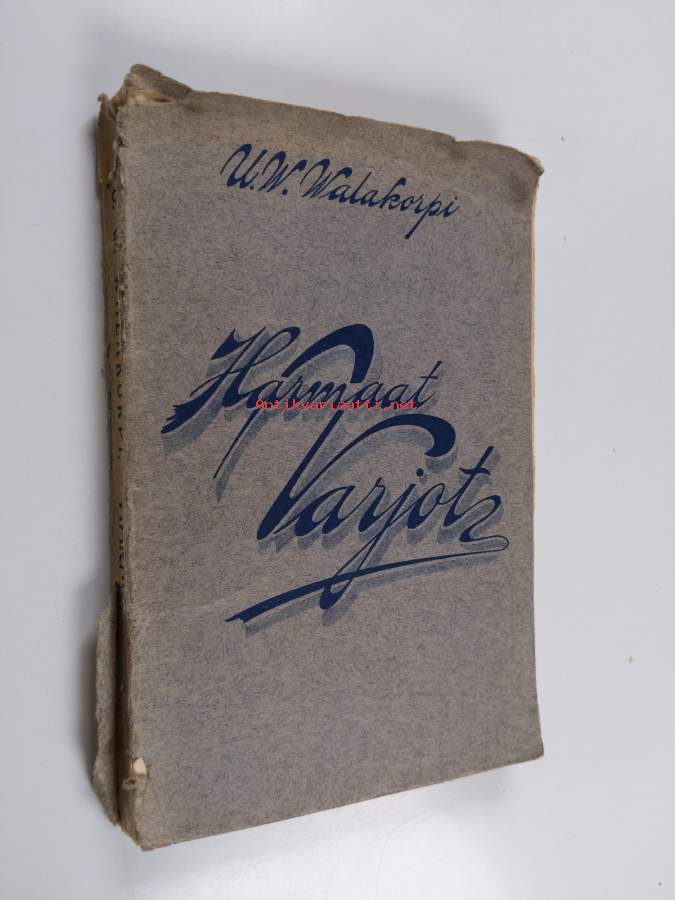 U.W. Walakorpi
Harmaat
Antikvariaatti.net
Varjot